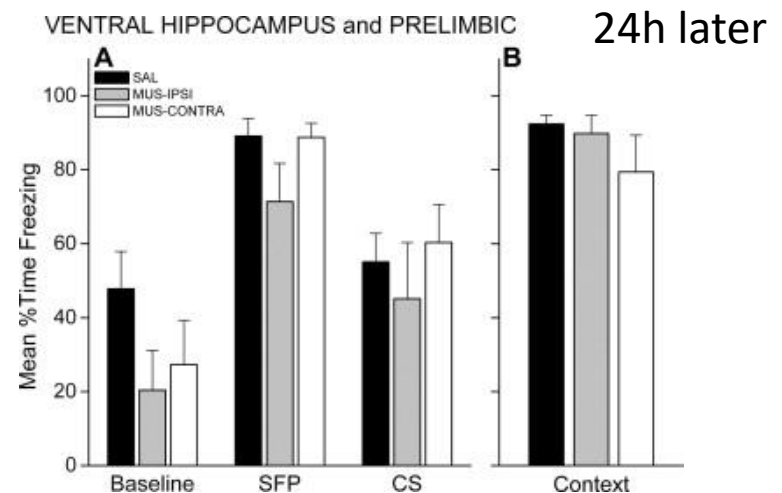 VENTRAL HIPPOCAMPUS and PRELIMBIC
24h later
A
SAL
MUS-IPSI
MUS-CONTRA
B
Mean %Time Freezing
100
80
60
40
20
0
Baseline SFP CS Context